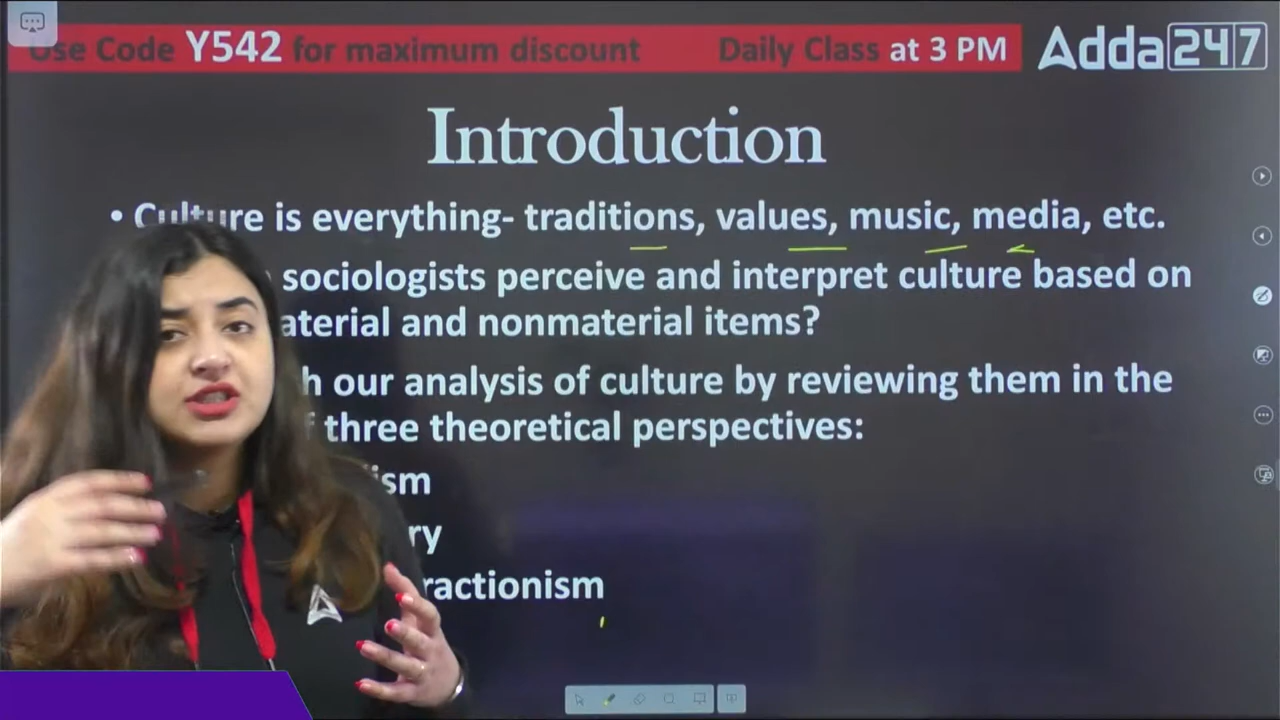 Use Code Y542 for maximum discount Daily Class at 3 PM Adda247
Introduction
• Culture is everything- traditions, values, music, media, etc.
sociologists perceive and interpret culture based on
aterial and nonmaterial items?
h our analysis of culture by reviewing them in the
f three theoretical perspectives:
ism
ry
ractionism